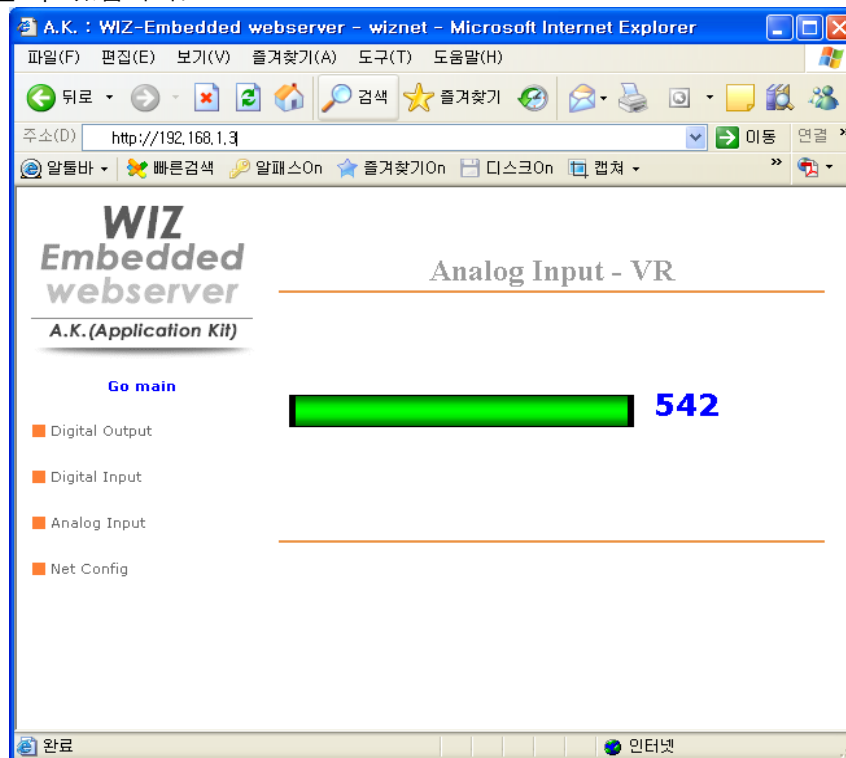 A.K. : WIZ-Embedded webserver - wiznet - Microsoft Internet Explorer
파일(F) 편집(E) 보기(V) 즐겨찾기(A) 도구(T) 도움말(H)
뒤로 검색 즐겨찾기
주소(D) http://192.168.1.3 이동 연결 »
알툴바 빠른검색 알패스On 즐겨찾기On 디스크On 캡쳐 »
WIZ
Embedded
webserver
A.K.(Application Kit)
Go main
Digital Output
Digital Input
Analog Input
Net Config
Analog Input - VR
542
완료 인터넷